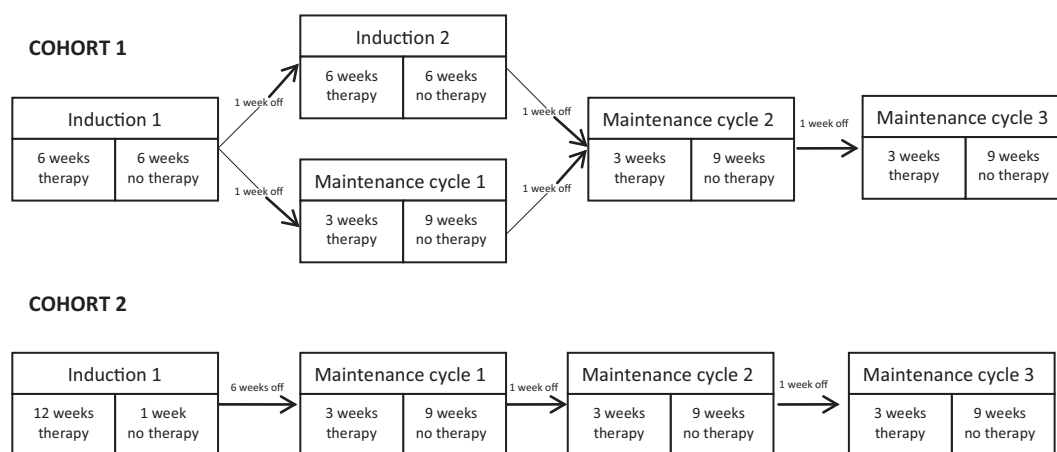 COHORT 1
Induction 1
6 weeks
therapy
6 weeks
no therapy
1 week off
1 week off
Induction 2
6 weeks
therapy
6 weeks
no therapy
Maintenance cycle 1
3 weeks
therapy
9 weeks
no therapy
1 week off
1 week off
Maintenance cycle 2
3 weeks
therapy
9 weeks
no therapy
1 week off
Maintenance cycle 3
3 weeks
therapy
9 weeks
no therapy
COHORT 2
Induction 1
12 weeks
therapy
1 week
no therapy
6 weeks off
Maintenance cycle 1
3 weeks
therapy
9 weeks
no therapy
1 week off
Maintenance cycle 2
3 weeks
therapy
9 weeks
no therapy
1 week off
Maintenance cycle 3
3 weeks
therapy
9 weeks
no therapy